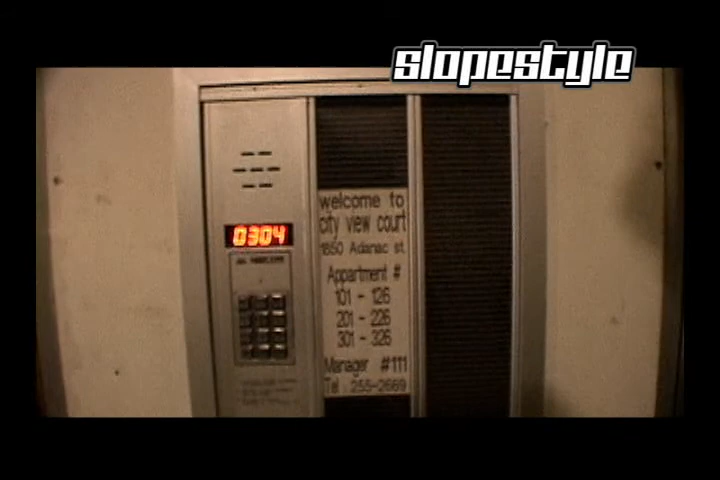 slopestyle
welcome to
city view court
1850 Adanac st.
Appartment #
101 - 126
201 - 226
301 - 326
Manager #111
Tel : 255-2669
0304